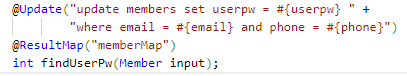 @Update("update members set userpw = #{userpw} " +
"where email = #{email} and phone = #{phone}")
@ResultMap("memberMap")
int findUserPw(Member input);